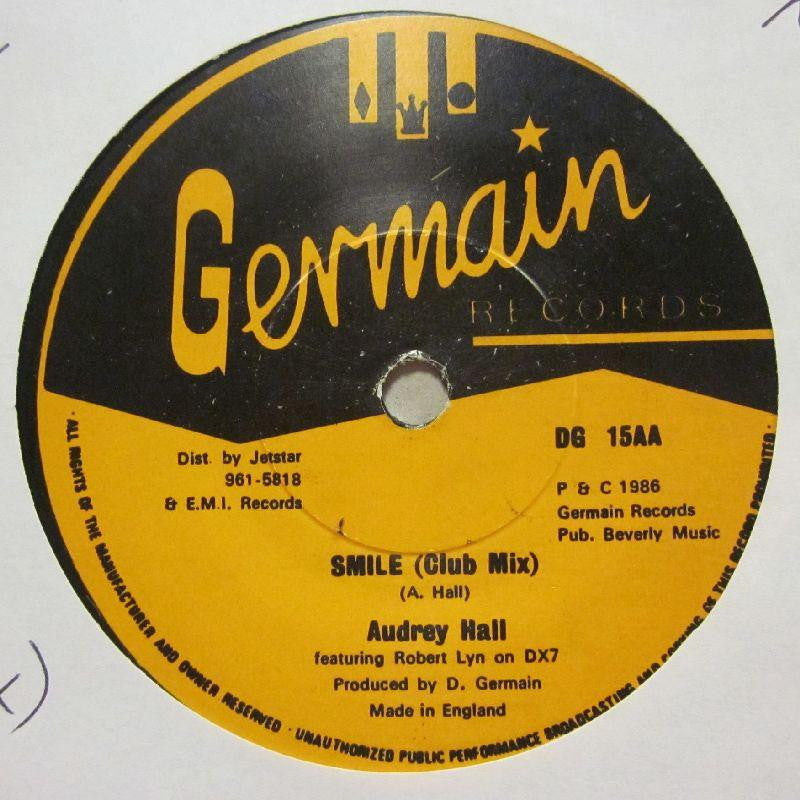 Germain
RECORDS
DG 15AA
Dist. by Jetstar
961-5818
& E.M.I. Records
P & C 1986
Germain Records
Pub. Beverly Music
SMILE (Club Mix)
(A. Hall)
Audrey Hall
featuring Robert Lyn on DX7
Produced by D. Germain
Made in England
· ALL RIGHTS OF THE MANUFACTURER AND OWNER RESERVED · UNAUTHORIZED PUBLIC PERFORMANCE BROADCASTING AND COPYING OF THIS RECORD PROHIBITED ·